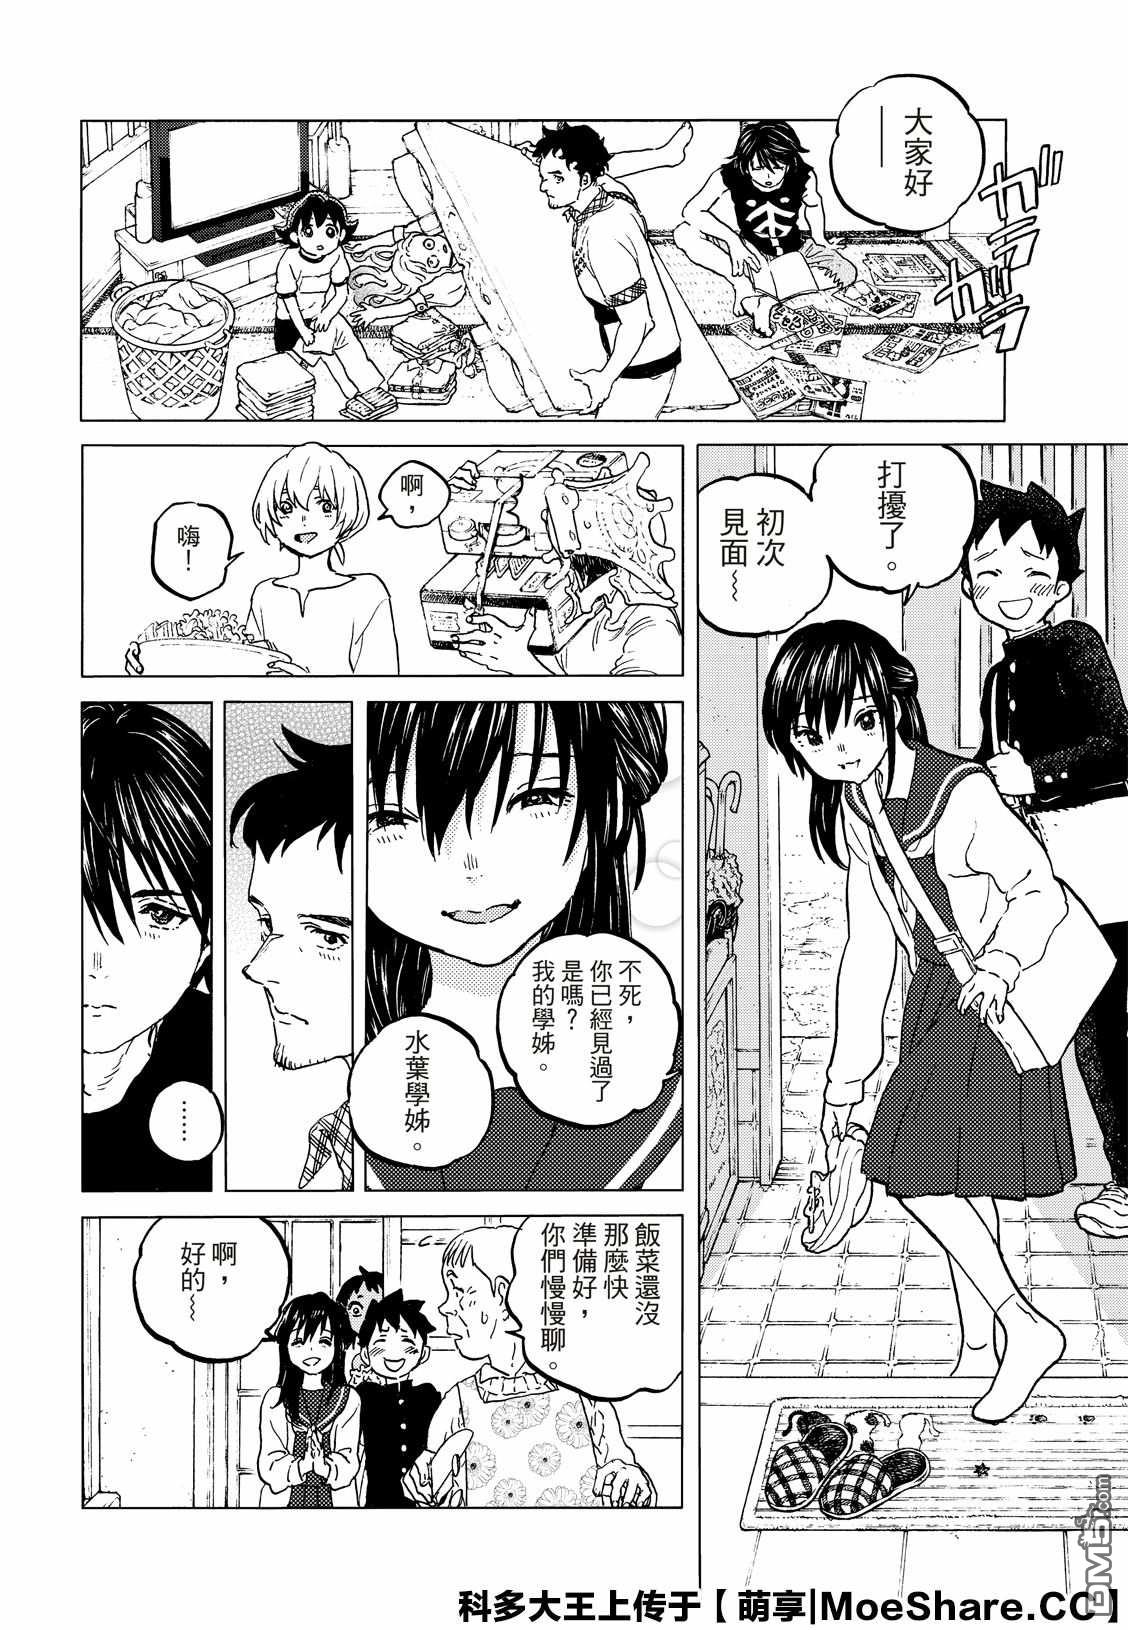 大家好——
ガラ
ガラッ
打擾了。
初次
見面～
啊，
嗨！
不死，
你已經見過了
是嗎？
我的學姊。
水葉學姊。
……
飯菜還沒
那麼快
準備好，
你們慢慢聊。
啊，
好的～
DM5.com
科多大王上传于【萌享|MoeShare.CC】